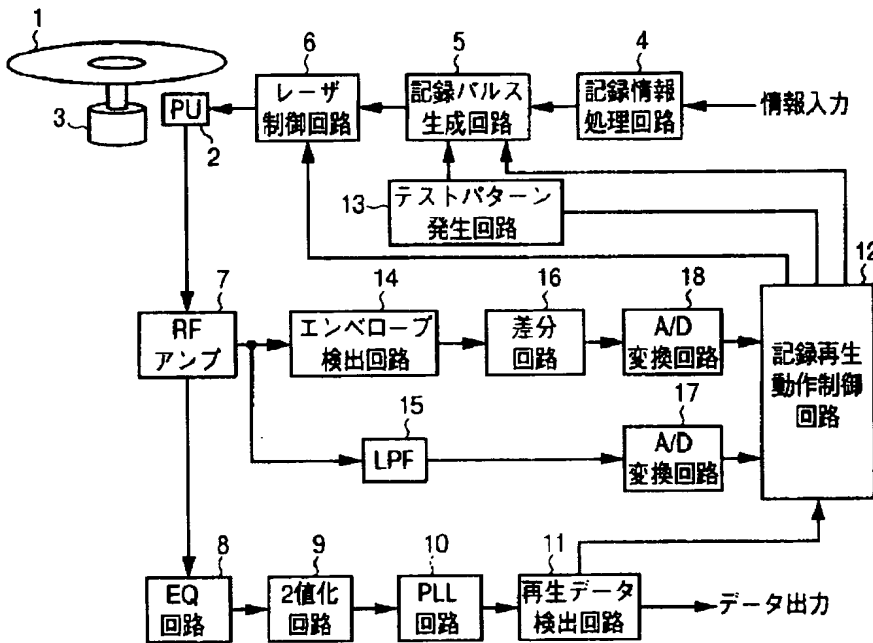 1
6
5
4
レーザ
制御回路
記録パルス
生成回路
記録情報
処理回路
情報入力
PU
3
2
13
テストパターン
発生回路
12
7
14
16
18
RF
アンプ
エンベロープ
検出回路
差分
回路
A/D
変換回路
記録再生
動作制御
回路
15
17
LPF
A/D
変換回路
8
9
10
11
EQ
回路
2値化
回路
PLL
回路
再生データ
検出回路
データ出力